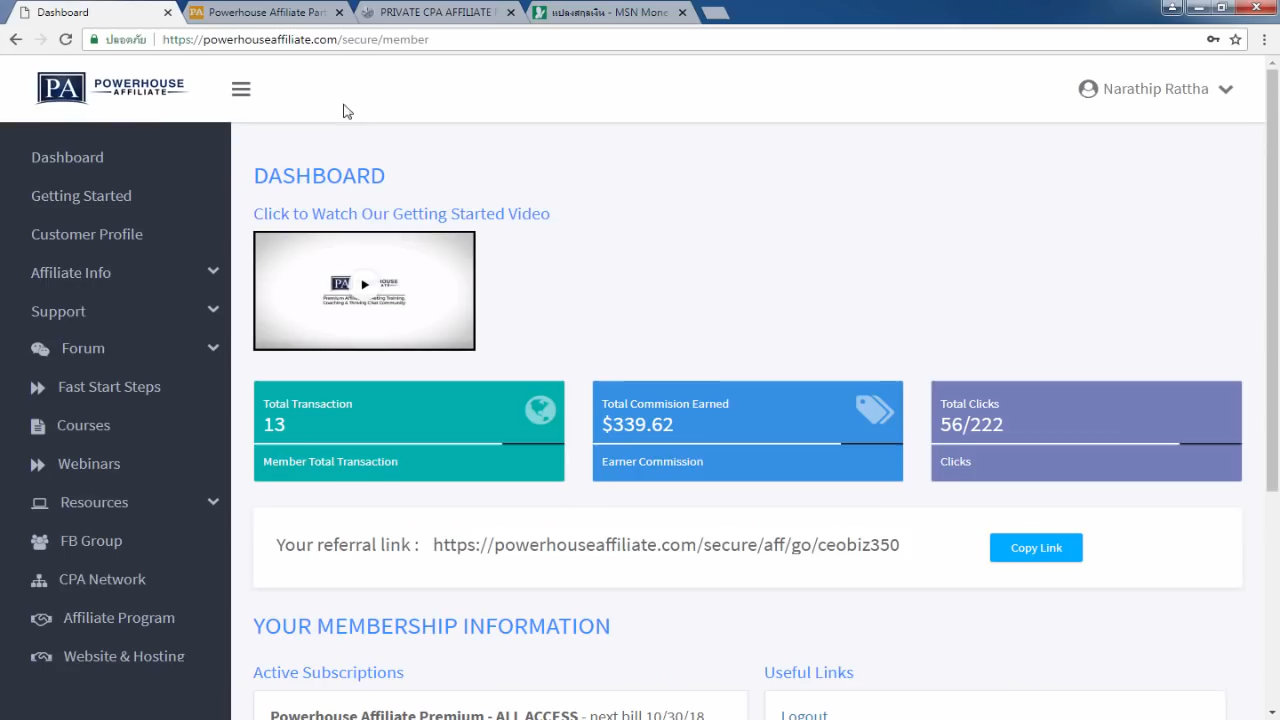 Dashboard
Powerhouse Affiliate Part
PRIVATE CPA AFFILIATE
แปลงสกุลเงิน - MSN Mone
ปลอดภัย https://powerhouseaffiliate.com/secure/member
PA POWERHOUSE AFFILIATE
Narathip Rattha
Dashboard
Getting Started
Customer Profile
Affiliate Info
Support
Forum
Fast Start Steps
Courses
Webinars
Resources
FB Group
CPA Network
Affiliate Program
Website & Hosting
DASHBOARD
Click to Watch Our Getting Started Video
Total Transaction
13
Member Total Transaction
Total Commision Earned
$339.62
Earner Commission
Total Clicks
56/222
Clicks
Your referral link : https://powerhouseaffiliate.com/secure/aff/go/ceobiz350
Copy Link
YOUR MEMBERSHIP INFORMATION
Active Subscriptions
Useful Links
Powerhouse Affiliate Premium - ALL ACCESS - next bill 10/30/18
Logout